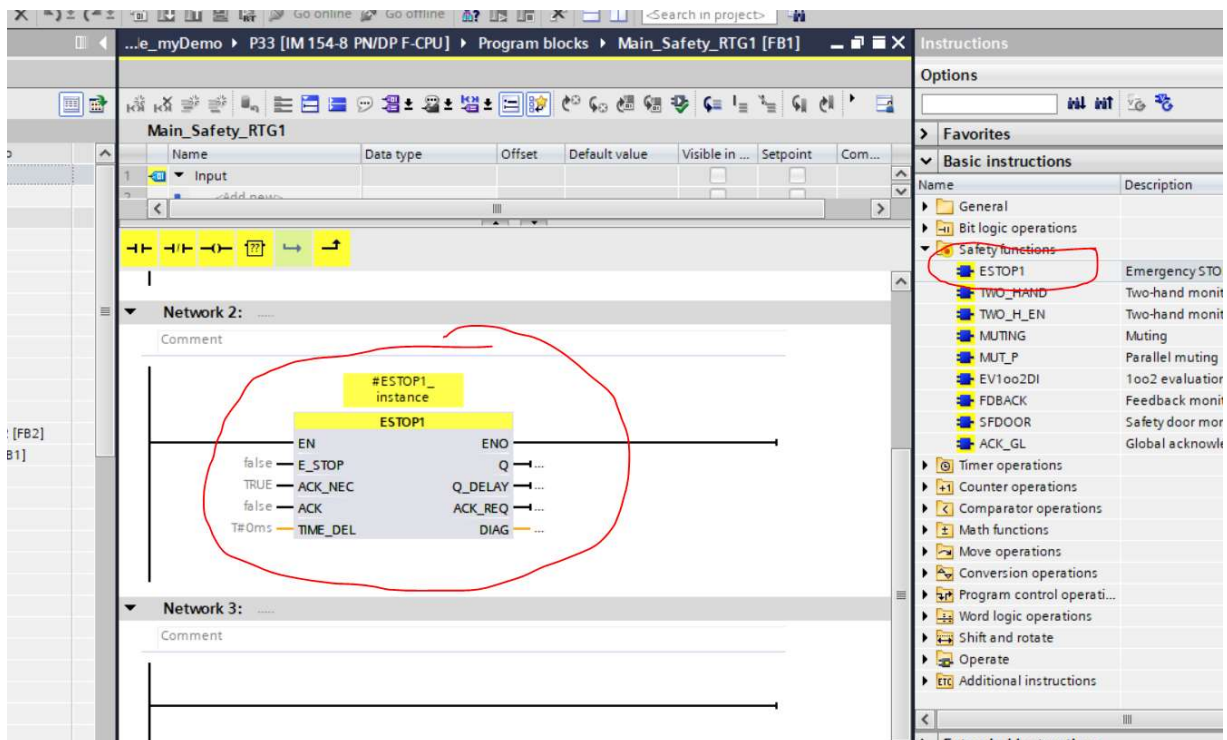 Go online Go offline <Search in project>
...e_myDemo ▸ P33 [IM 154-8 PN/DP F-CPU] ▸ Program blocks ▸ Main_Safety_RTG1 [FB1]
Main_Safety_RTG1
Name Data type Offset Default value Visible in ... Setpoint Com...
1 Input
2 <Add new>
Network 2: .....
Comment
#ESTOP1_
instance
ESTOP1
EN ENO
false E_STOP Q ...
TRUE ACK_NEC Q_DELAY ...
false ACK ACK_REQ ...
T#0ms TIME_DEL DIAG ...
Network 3: .....
Comment
[FB2]
B1]
Instructions
Options
Favorites
Basic instructions
Name Description
General
Bit logic operations
Safety functions
ESTOP1 Emergency STO
TWO_HAND Two-hand monit
TWO_H_EN Two-hand monit
MUTING Muting
MUT_P Parallel muting
EV1oo2DI 1oo2 evaluation
FDBACK Feedback monit
SFDOOR Safety door mon
ACK_GL Global acknowle
Timer operations
Counter operations
Comparator operations
Math functions
Move operations
Conversion operations
Program control operati...
Word logic operations
Shift and rotate
Operate
Additional instructions